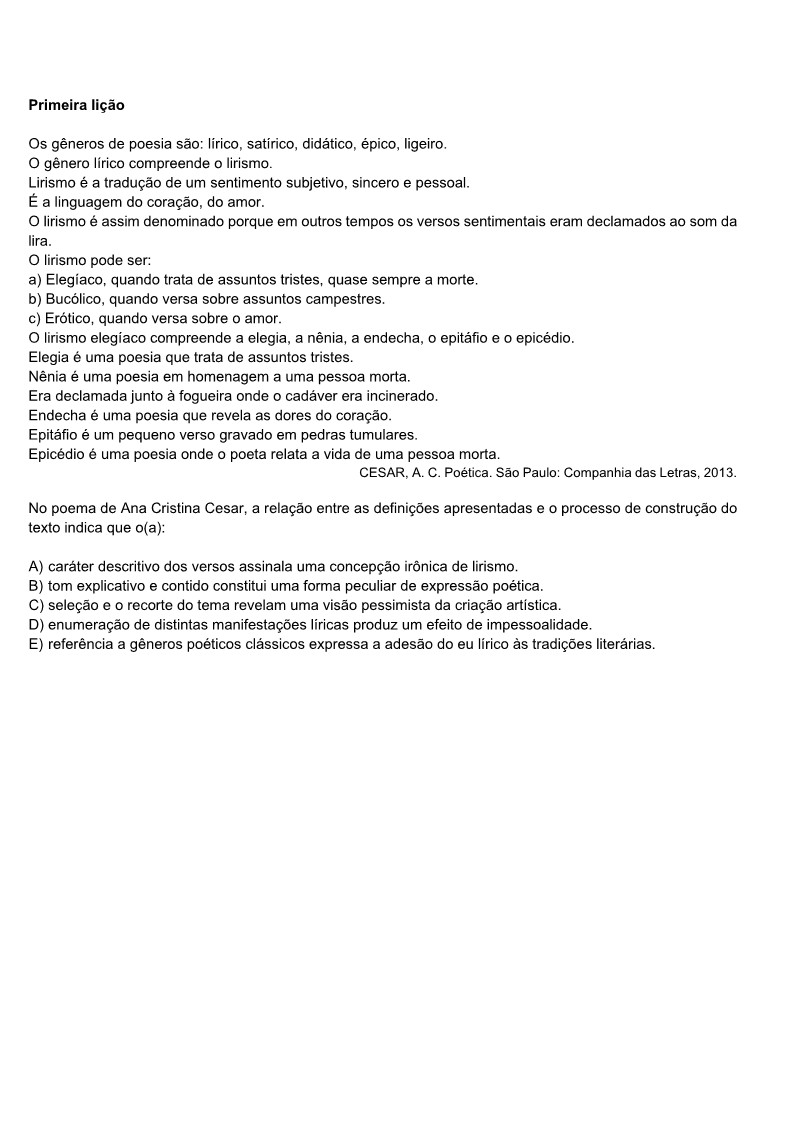 Primeira lição
Os gêneros de poesia são: lírico, satírico, didático, épico, ligeiro.
O gênero lírico compreende o lirismo.
Lirismo é a tradução de um sentimento subjetivo, sincero e pessoal.
É a linguagem do coração, do amor.
O lirismo é assim denominado porque em outros tempos os versos sentimentais eram declamados ao som da
lira.
O lirismo pode ser:
a) Elegíaco, quando trata de assuntos tristes, quase sempre a morte.
b) Bucólico, quando versa sobre assuntos campestres.
c) Erótico, quando versa sobre o amor.
O lirismo elegíaco compreende a elegia, a nênia, a endecha, o epitáfio e o epicédio.
Elegia é uma poesia que trata de assuntos tristes.
Nênia é uma poesia em homenagem a uma pessoa morta.
Era declamada junto à fogueira onde o cadáver era incinerado.
Endecha é uma poesia que revela as dores do coração.
Epitáfio é um pequeno verso gravado em pedras tumulares.
Epicédio é uma poesia onde o poeta relata a vida de uma pessoa morta.
CESAR, A. C. Poética. São Paulo: Companhia das Letras, 2013.
No poema de Ana Cristina Cesar, a relação entre as definições apresentadas e o processo de construção do
texto indica que o(a):
A) caráter descritivo dos versos assinala uma concepção irônica de lirismo.
B) tom explicativo e contido constitui uma forma peculiar de expressão poética.
C) seleção e o recorte do tema revelam uma visão pessimista da criação artística.
D) enumeração de distintas manifestações líricas produz um efeito de impessoalidade.
E) referência a gêneros poéticos clássicos expressa a adesão do eu lírico às tradições literárias.